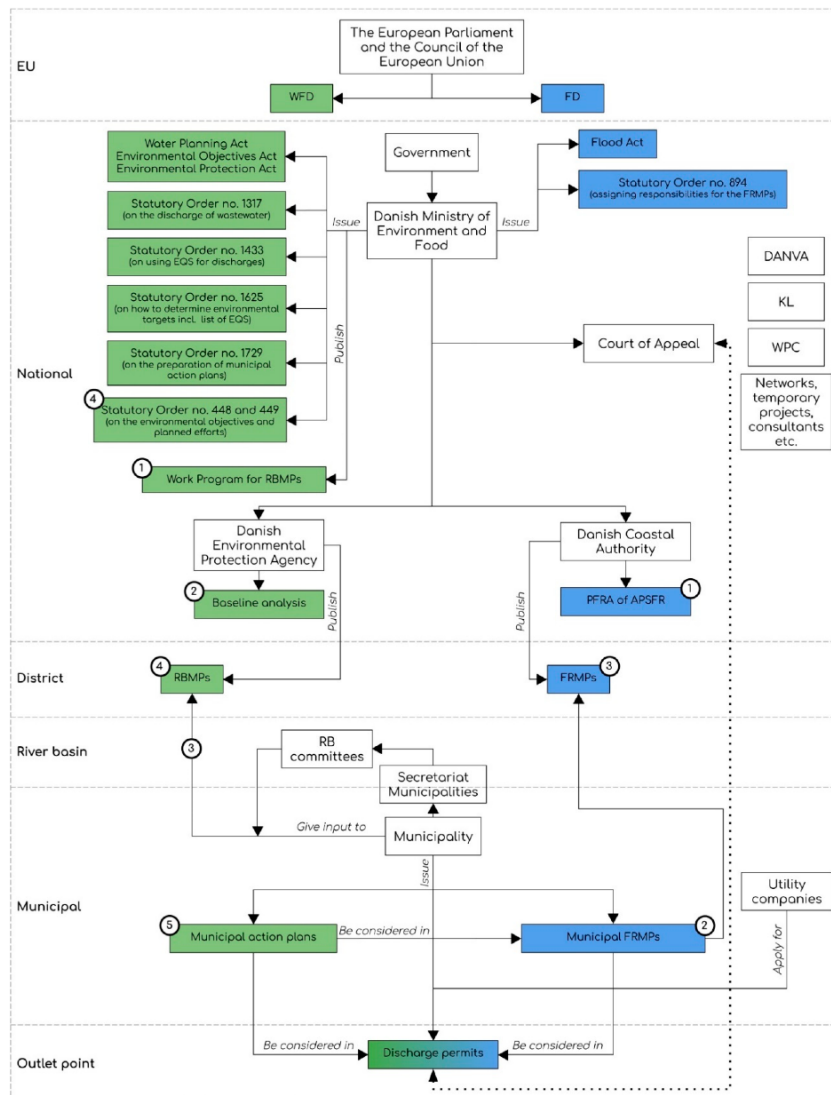 The European Parliament
and the Council of the
European Union
EU
WFD
FD
Water Planning Act
Environmental Objectives Act
Environmental Protection Act
Government
Flood Act
Statutory Order no. 894
(assigning responsibilities for the FRMPs)
Statutory Order no. 1317
(on the discharge of wastewater)
Issue
Danish Ministry of
Environment and
Food
Issue
Statutory Order no. 1433
(on using EQS for discharges)
DANVA
Statutory Order no. 1625
(on how to determine environmental
targets incl. list of EQS)
KL
Publish
Court of Appeal
WPC
Statutory Order no. 1729
(on the preparation of municipal
action plans)
National
Networks,
temporary
projects,
consultants
etc.
4
Statutory Order no. 448 and 449
(on the environmental objectives and
planned efforts)
1
Work Program for RBMPs
Danish
Environmental
Protection Agency
Danish Coastal
Authority
2
Baseline analysis
Publish
Publish
1
PFRA of APSFR
District
4
RBMPs
3
FRMPs
River basin
3
RB
committees
Secretariat
Municipalities
Give input to
Municipality
Issue
Municipal
Utility
companies
5
Municipal action plans
Be considered in
2
Municipal FRMPs
Apply for
Outlet point
Be considered in
Discharge permits
Be considered in